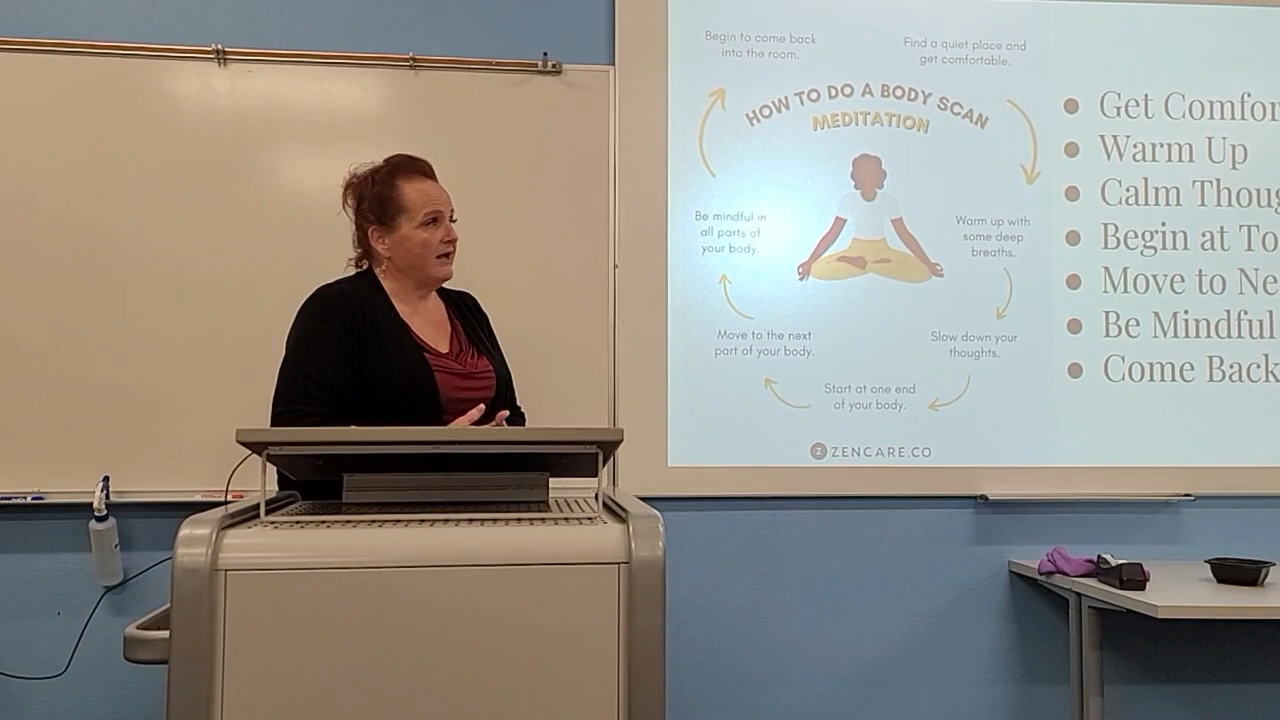 Begin to come back
into the room.
Find a quiet place and
get comfortable.
HOW TO DO A BODY SCAN
MEDITATION
Be mindful in
all parts of
your body.
Warm up with
some deep
breaths.
Move to the next
part of your body.
Slow down your
thoughts.
Start at one end
of your body.
Z ZENCARE.CO
Get Comfor
Warm Up
Calm Thoug
Begin at To
Move to Ne
Be Mindful
Come Back